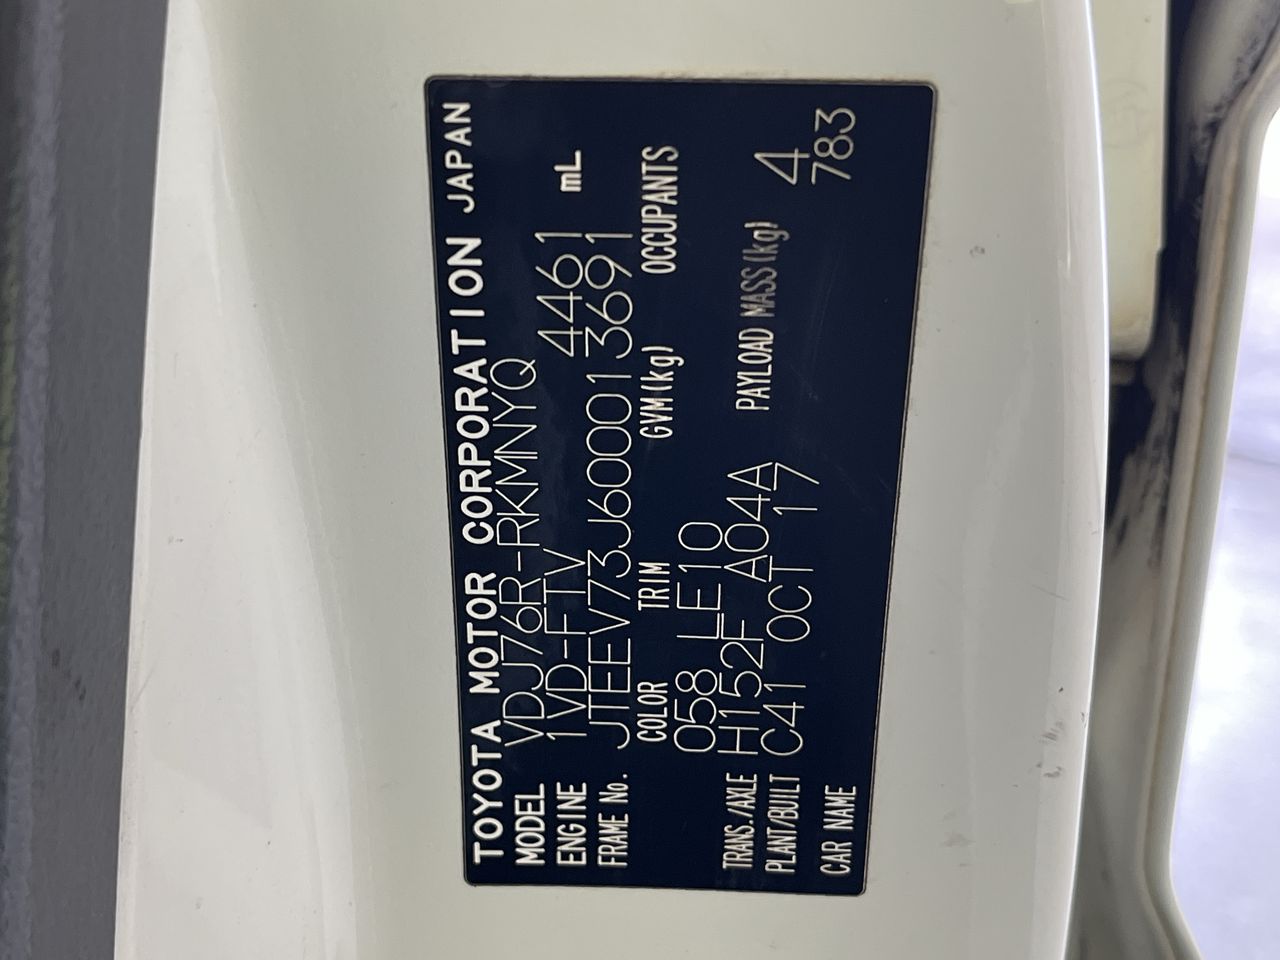 TOYOTA MOTOR CORPORATION JAPAN
MODEL VDJ76R-RKMNYQ
ENGINE 1VD-FTV 4461 mL
FRAME No. JTEEV73J600013691
COLOR TRIM GVM(kg) OCCUPANTS
058 LE10
TRANS./AXLE H152F A04A 4
PLANT/BUILT C41 OCT 17 PAYLOAD MASS(kg) 783
CAR NAME